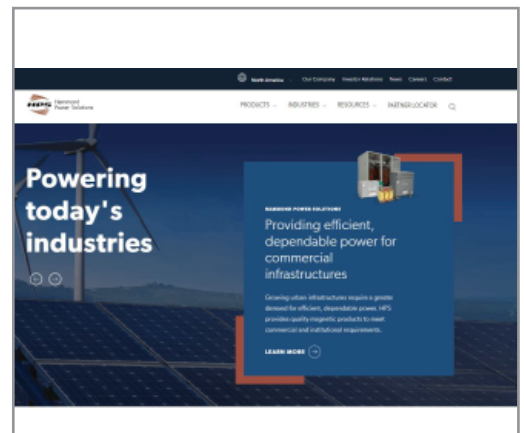 North America Our Company Investor Relations News Careers Contact
HPS Hammond Power Solutions
PRODUCTS INDUSTRIES RESOURCES PARTNER LOCATOR
Powering
today's
industries
HAMMOND POWER SOLUTIONS
Providing efficient,
dependable power for
commercial
infrastructures
Growing urban infrastructures require a greater
demand for efficient, dependable power. HPS
provides quality magnetic products to meet
commercial and institutional requirements.
LEARN MORE